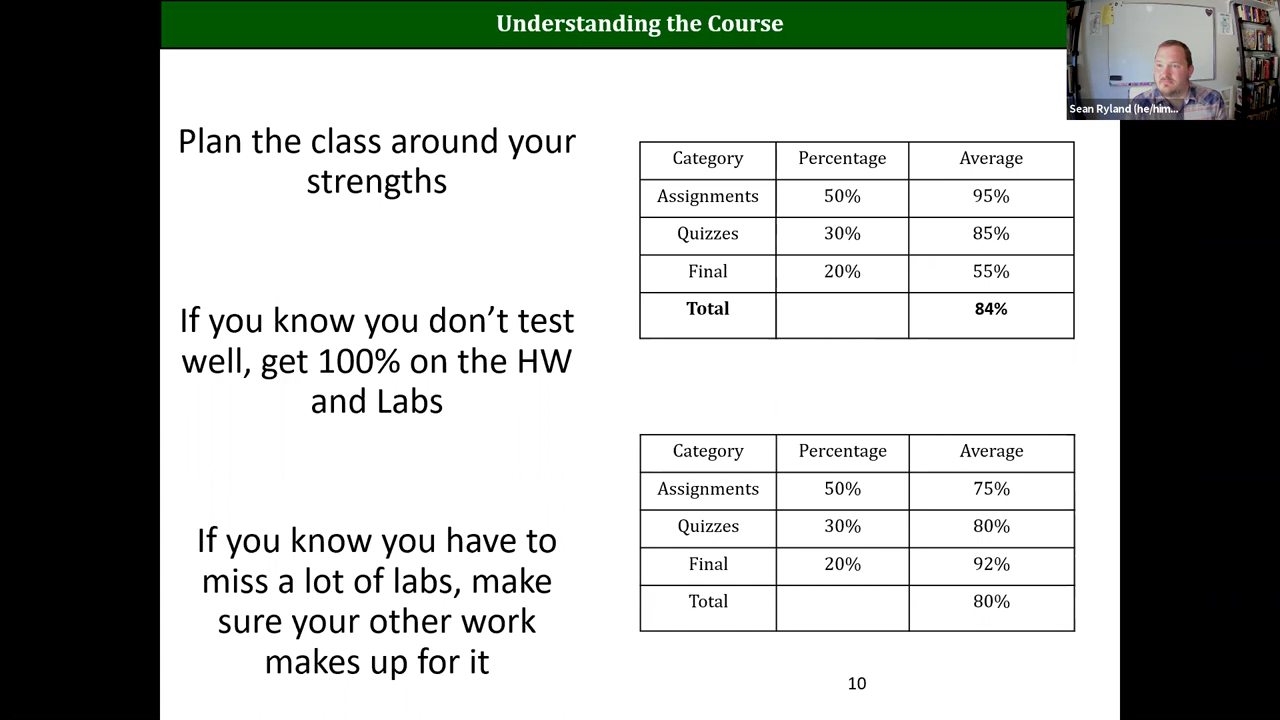 Understanding the Course
Sean Ryland (he/him...
Plan the class around your
strengths
Category Percentage Average
Assignments 50% 95%
Quizzes 30% 85%
Final 20% 55%
Total 84%
If you know you don’t test
well, get 100% on the HW
and Labs
Category Percentage Average
Assignments 50% 75%
Quizzes 30% 80%
Final 20% 92%
Total 80%
If you know you have to
miss a lot of labs, make
sure your other work
makes up for it
10